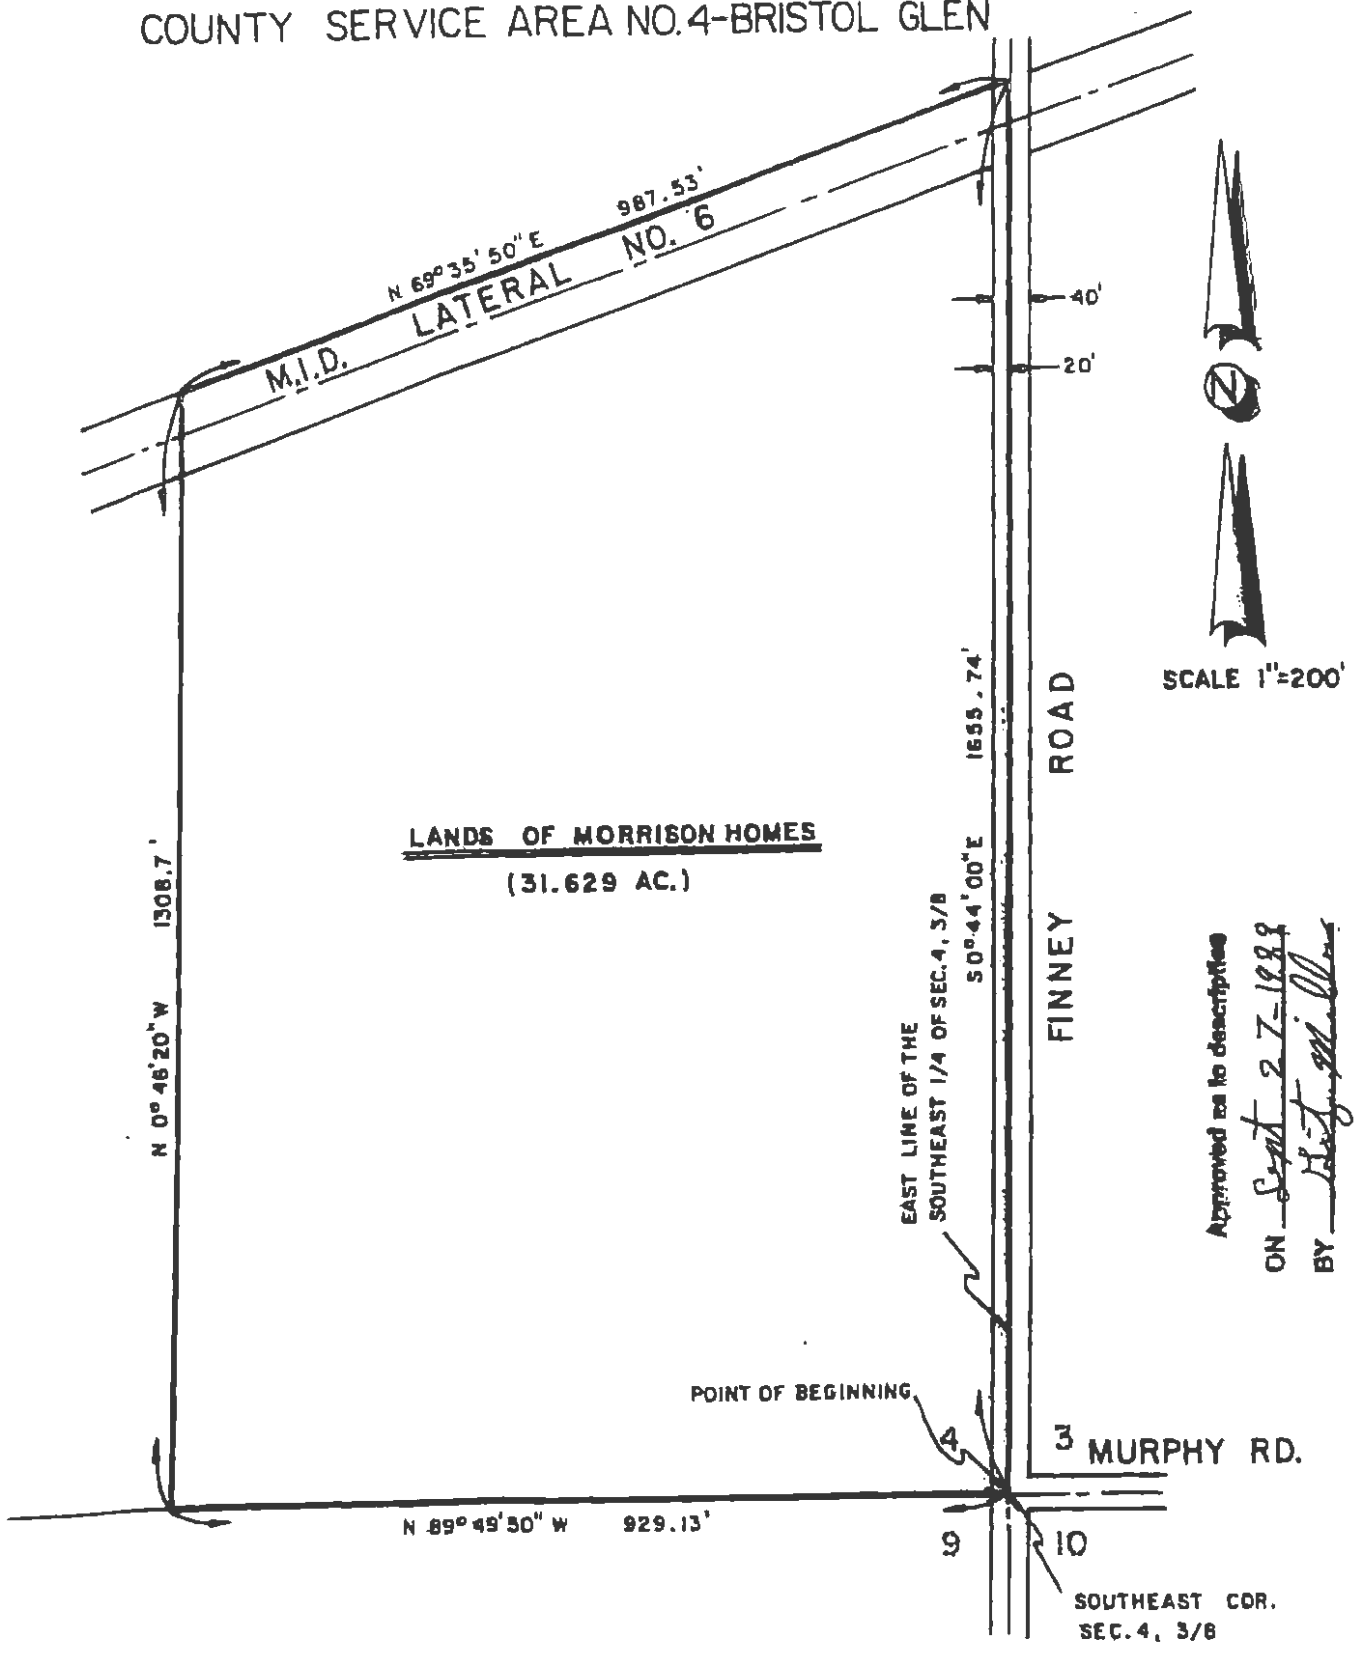 COUNTY SERVICE AREA NO.4-BRISTOL GLEN
N 69° 35' 50" E 987.53'
M.I.D. LATERAL NO. 6
40'
20'
N
SCALE 1"=200'
N 0° 46' 20" W 1308.7'
LANDS OF MORRISON HOMES
(31.629 AC.)
S 0° 44' 00" E 1655.74'
EAST LINE OF THE
SOUTHEAST 1/4 OF SEC. 4, 3/8
FINNEY ROAD
Approved as to description
ON Sept 27-1988
BY
POINT OF BEGINNING
4
3
MURPHY RD.
N 89° 49' 30" W 929.13'
9
10
SOUTHEAST COR.
SEC. 4, 3/8